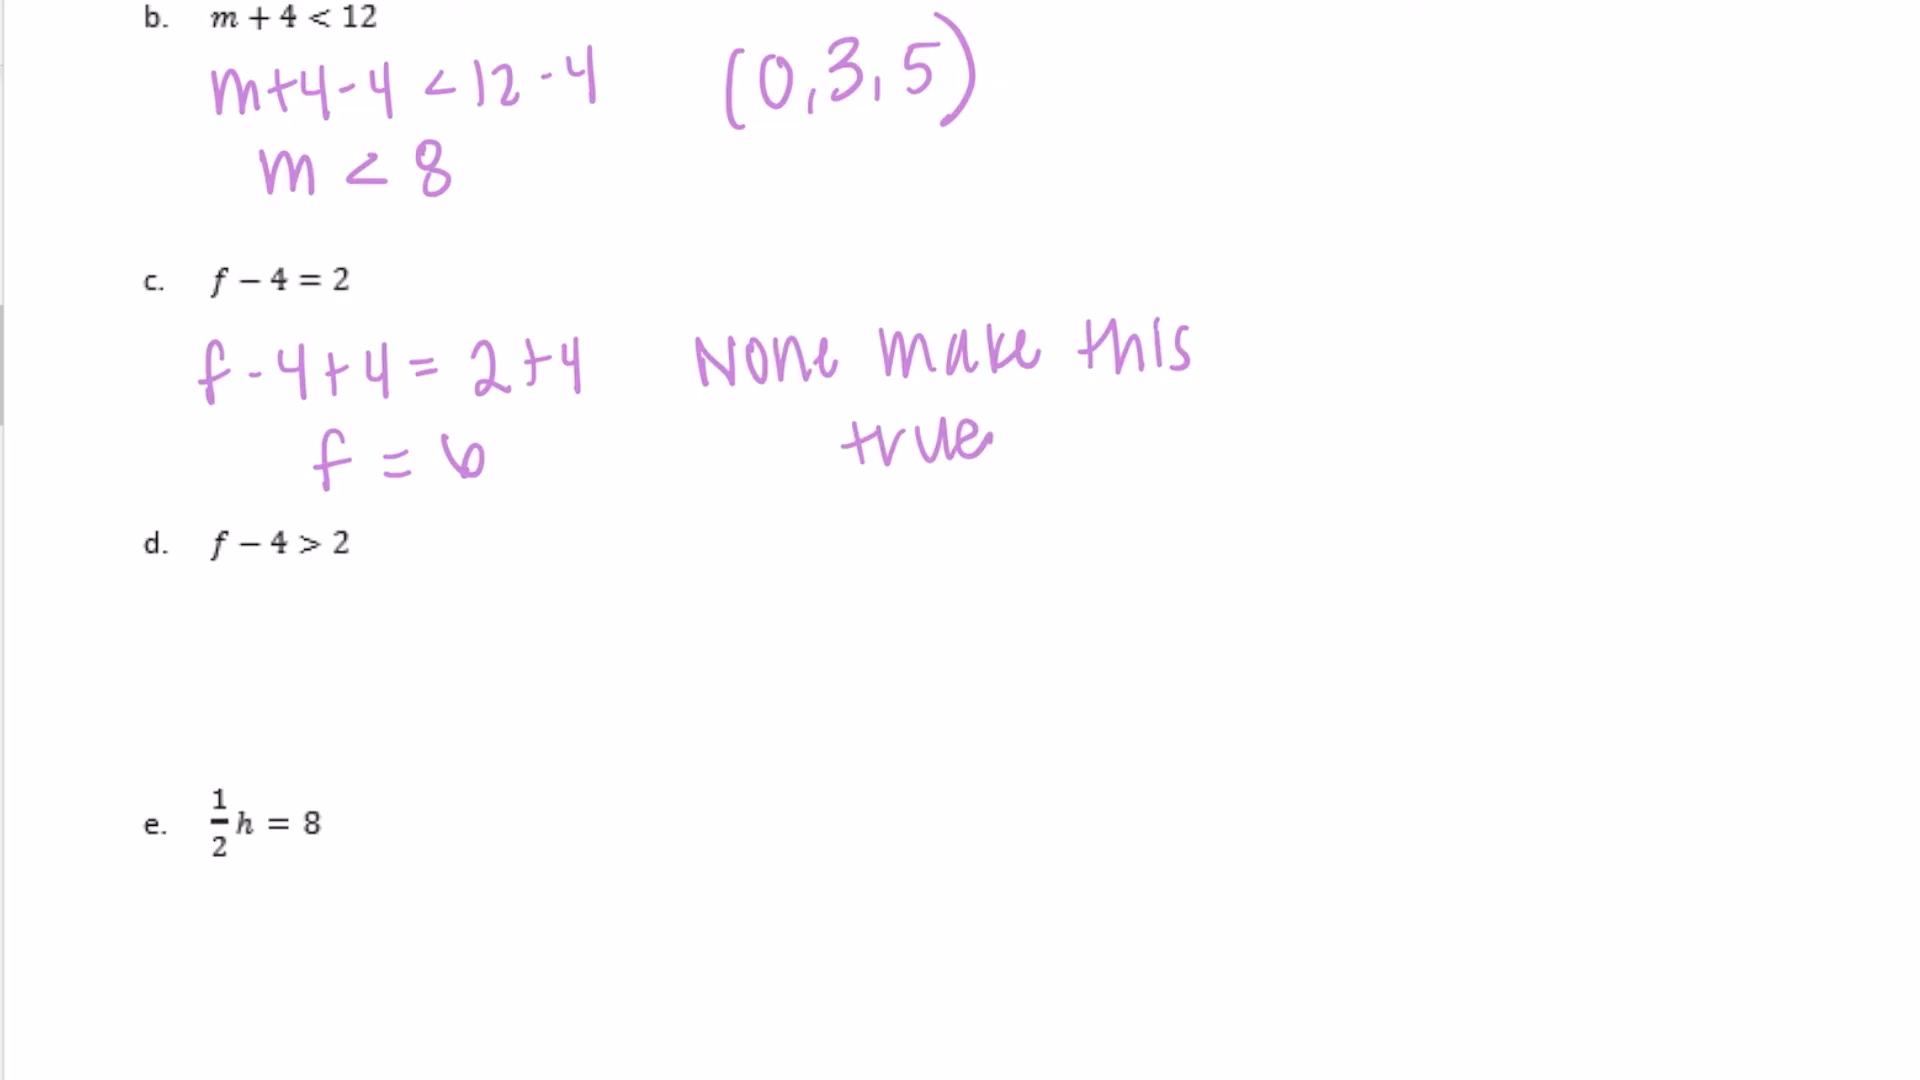 b. m + 4 < 12
m+4-4 < 12-4 (0,3,5)
m < 8
c. f − 4 = 2
f-4+4 = 2+4 None make this
f = 6 true
d. f − 4 > 2
e. 1/2 h = 8